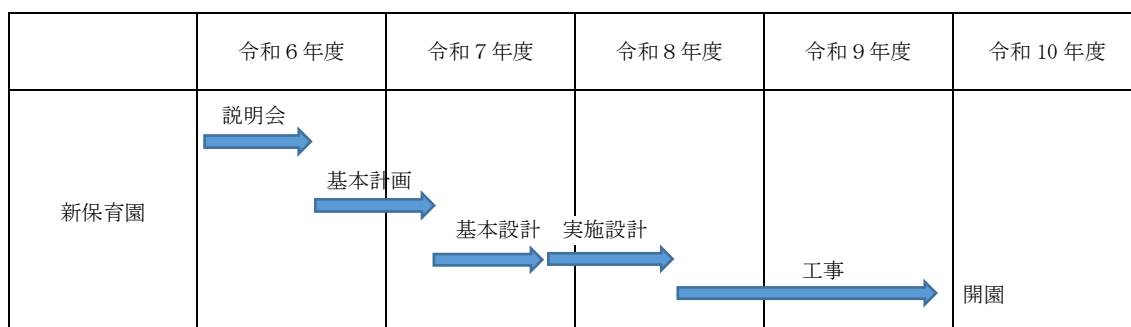 令和６年度
令和７年度
令和８年度
令和９年度
令和 10 年度
新保育園
説明会
基本計画
基本設計
実施設計
工事
開園